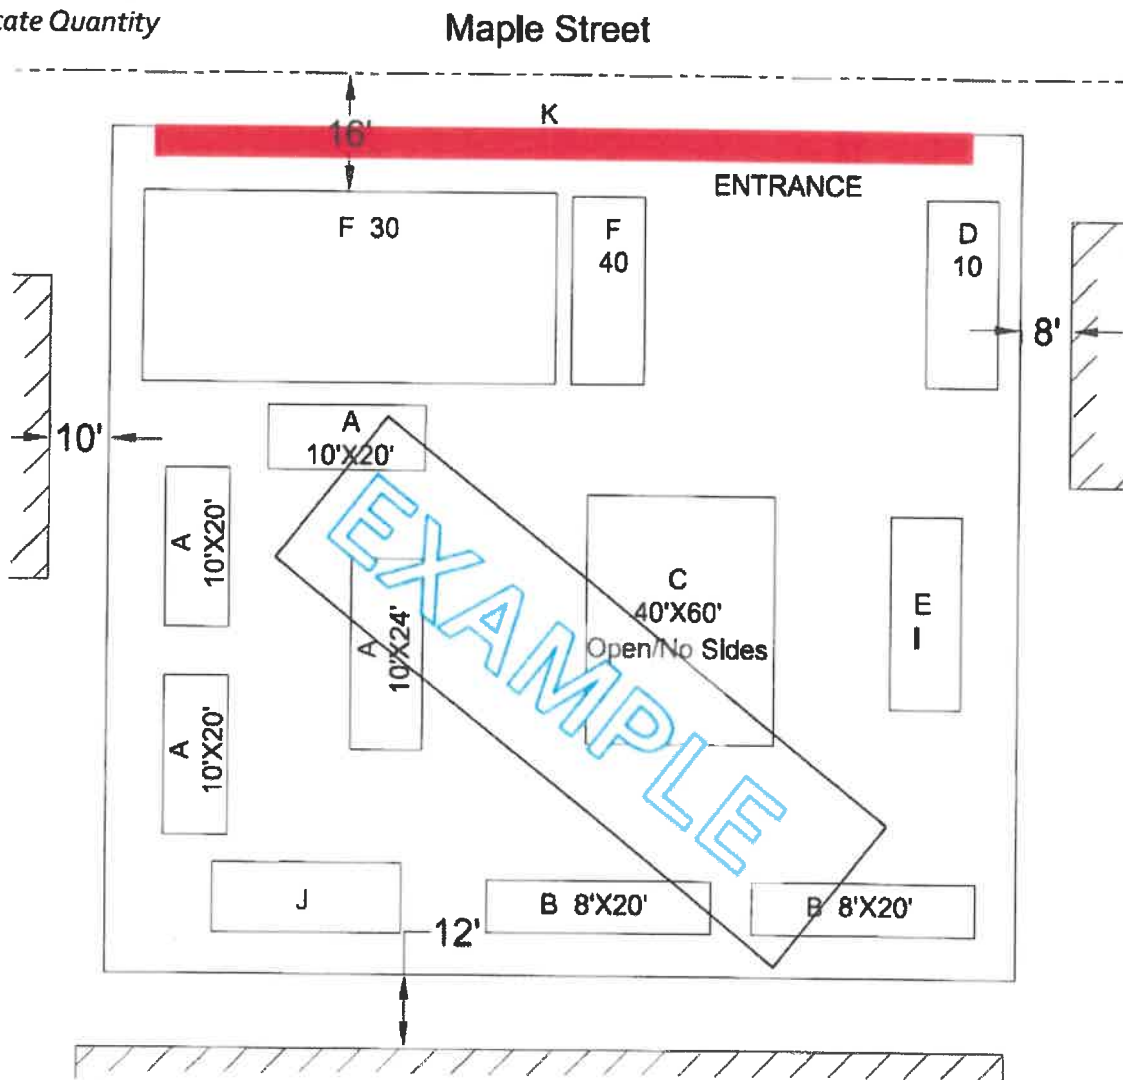 cate Quantity
Maple Street
K
16'
ENTRANCE
F 30
F
40
D
10
8'
10'
A
10'X20'
A
10'X20'
A
10'X24'
A
10'X20'
C
40'X60'
Open/No Sides
E
I
EXAMPLE
J
B 8'X20'
B 8'X20'
12'